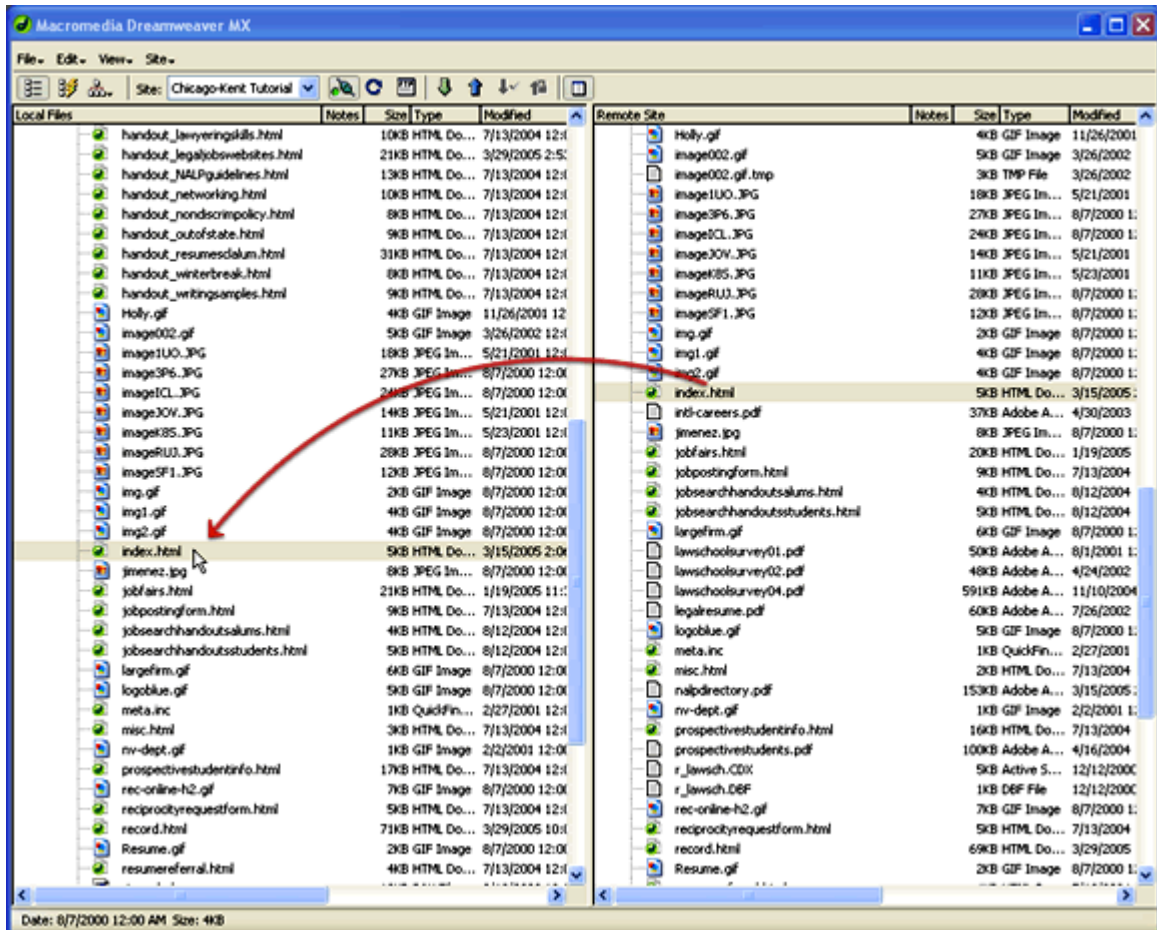 Macromedia Dreamweaver MX
File Edit View Site
Site: Chicago-Kent Tutorial
Local Files Notes Size Type Modified
handout_lawyeringskills.html 10KB HTML Do... 7/13/2004 12:0
handout_legaljobswebsites.html 21KB HTML Do... 3/29/2005 2:5:
handout_NALPguidelines.html 13KB HTML Do... 7/13/2004 12:0
handout_networking.html 10KB HTML Do... 7/13/2004 12:0
handout_nondiscrimpolicy.html 8KB HTML Do... 7/13/2004 12:0
handout_outofstate.html 9KB HTML Do... 7/13/2004 12:0
handout_resumesclalum.html 31KB HTML Do... 7/13/2004 12:0
handout_winterbreak.html 8KB HTML Do... 7/13/2004 12:0
handout_writingsamples.html 9KB HTML Do... 7/13/2004 12:0
Holly.gif 4KB GIF Image 11/26/2001 12
image002.gif 5KB GIF Image 3/26/2002 12:0
image1UO.JPG 18KB JPEG Im... 5/21/2001 12:0
image3P6.JPG 27KB JPEG Im... 8/7/2000 12:00
imageICL.JPG 24KB JPEG Im... 8/7/2000 12:00
imageJOV.JPG 14KB JPEG Im... 5/21/2001 12:0
imageK85.JPG 11KB JPEG Im... 5/23/2001 12:0
imageRUJ.JPG 28KB JPEG Im... 8/7/2000 12:00
imageSF1.JPG 12KB JPEG Im... 8/7/2000 12:00
img.gif 2KB GIF Image 8/7/2000 12:00
img1.gif 4KB GIF Image 8/7/2000 12:00
img2.gif 4KB GIF Image 8/7/2000 12:00
index.html 5KB HTML Do... 3/15/2005 2:06
jimenez.jpg 8KB JPEG Im... 8/7/2000 12:00
jobfairs.html 21KB HTML Do... 1/19/2005 11:
jobpostingform.html 9KB HTML Do... 7/13/2004 12:0
jobsearchhandoutsalums.html 4KB HTML Do... 8/12/2004 12:0
jobsearchhandoutsstudents.html 5KB HTML Do... 8/12/2004 12:0
largefirm.gif 6KB GIF Image 8/7/2000 12:00
logoblue.gif 5KB GIF Image 8/7/2000 12:00
meta.inc 1KB QuickFin... 2/27/2001 12:0
misc.html 3KB HTML Do... 7/13/2004 12:0
nv-dept.gif 1KB GIF Image 2/2/2001 12:00
prospectivestudentinfo.html 17KB HTML Do... 7/13/2004 12:0
rec-online-h2.gif 7KB GIF Image 8/7/2000 12:00
reciprocityrequestform.html 5KB HTML Do... 7/13/2004 12:0
record.html 71KB HTML Do... 3/29/2005 10:0
Resume.gif 2KB GIF Image 8/7/2000 12:00
resumereferral.html 4KB HTML Do... 7/13/2004 12:0
Remote Site Notes Size Type Modified
Holly.gif 4KB GIF Image 11/26/2001
image002.gif 5KB GIF Image 3/26/2002
image002.gif.tmp 3KB TMP File 3/26/2002
image1UO.JPG 18KB JPEG Im... 5/21/2001
image3P6.JPG 27KB JPEG Im... 8/7/2000 1:
imageICL.JPG 24KB JPEG Im... 8/7/2000 1:
imageJOV.JPG 14KB JPEG Im... 5/21/2001
imageK85.JPG 11KB JPEG Im... 5/23/2001
imageRUJ.JPG 28KB JPEG Im... 8/7/2000 1:
imageSF1.JPG 12KB JPEG Im... 8/7/2000 1:
img.gif 2KB GIF Image 8/7/2000 1:
img1.gif 4KB GIF Image 8/7/2000 1:
img2.gif 4KB GIF Image 8/7/2000 1:
index.html 5KB HTML Do... 3/15/2005 :
intl-careers.pdf 37KB Adobe A... 4/30/2003
jimenez.jpg 8KB JPEG Im... 8/7/2000 1:
jobfairs.html 20KB HTML Do... 1/19/2005
jobpostingform.html 9KB HTML Do... 7/13/2004
jobsearchhandoutsalums.html 4KB HTML Do... 8/12/2004
jobsearchhandoutsstudents.html 5KB HTML Do... 8/12/2004
largefirm.gif 6KB GIF Image 8/7/2000 1:
lawschoolsurvey01.pdf 50KB Adobe A... 8/1/2001 1:
lawschoolsurvey02.pdf 48KB Adobe A... 4/24/2002
lawschoolsurvey04.pdf 591KB Adobe A... 11/10/2004
legalresume.pdf 60KB Adobe A... 7/26/2002
logoblue.gif 5KB GIF Image 8/7/2000 1:
meta.inc 1KB QuickFin... 2/27/2001
misc.html 2KB HTML Do... 7/13/2004
nalpdirectory.pdf 153KB Adobe A... 3/15/2005 :
nv-dept.gif 1KB GIF Image 2/2/2001 1:
prospectivestudentinfo.html 16KB HTML Do... 7/13/2004
prospectivestudents.pdf 100KB Adobe A... 4/16/2004
r_lawsch.CDX 5KB Active S... 12/12/200
r_lawsch.DBF 1KB DBF File 12/12/200
rec-online-h2.gif 7KB GIF Image 8/7/2000 1:
reciprocityrequestform.html 5KB HTML Do... 7/13/2004
record.html 69KB HTML Do... 3/29/2005
Resume.gif 2KB GIF Image 8/7/2000 1:
Date: 8/7/2000 12:00 AM Size: 4KB